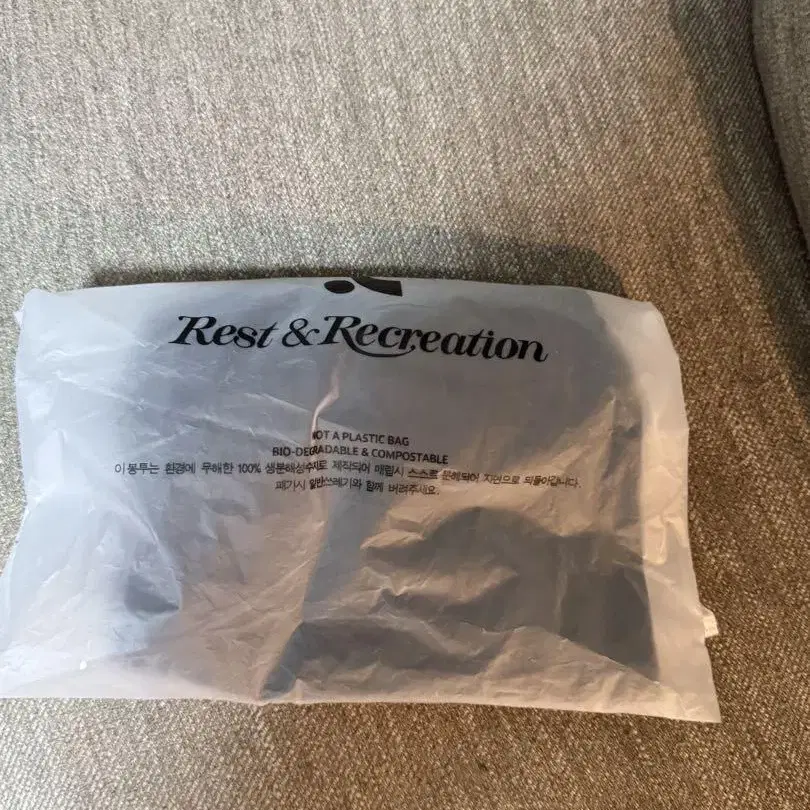 Rest & Recreation
NOT A PLASTIC BAG
BIO-DEGRADABLE & COMPOSTABLE
이 봉투는 환경에 무해한 100% 생분해성수지로 제작되어 매립시 스스로 분해되어 자연으로 되돌아갑니다.
폐기시 일반쓰레기와 함께 버려주세요.